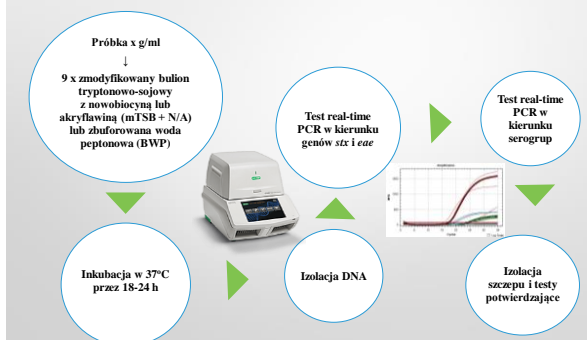 Próbka x g/ml
↓
9 x zmodyfikowany bulion
tryptonowo-sojowy
z nowobiocyną lub
akryflawiną (mTSB + N/A)
lub zbuforowana woda
peptonowa (BWP)
Inkubacja w 37°C
przez 18-24 h
Izolacja DNA
Test real-time
PCR w kierunku
genów stx i eae
Test real-time
PCR w
kierunku
serogrup
Izolacja
szczepu i testy
potwierdzające